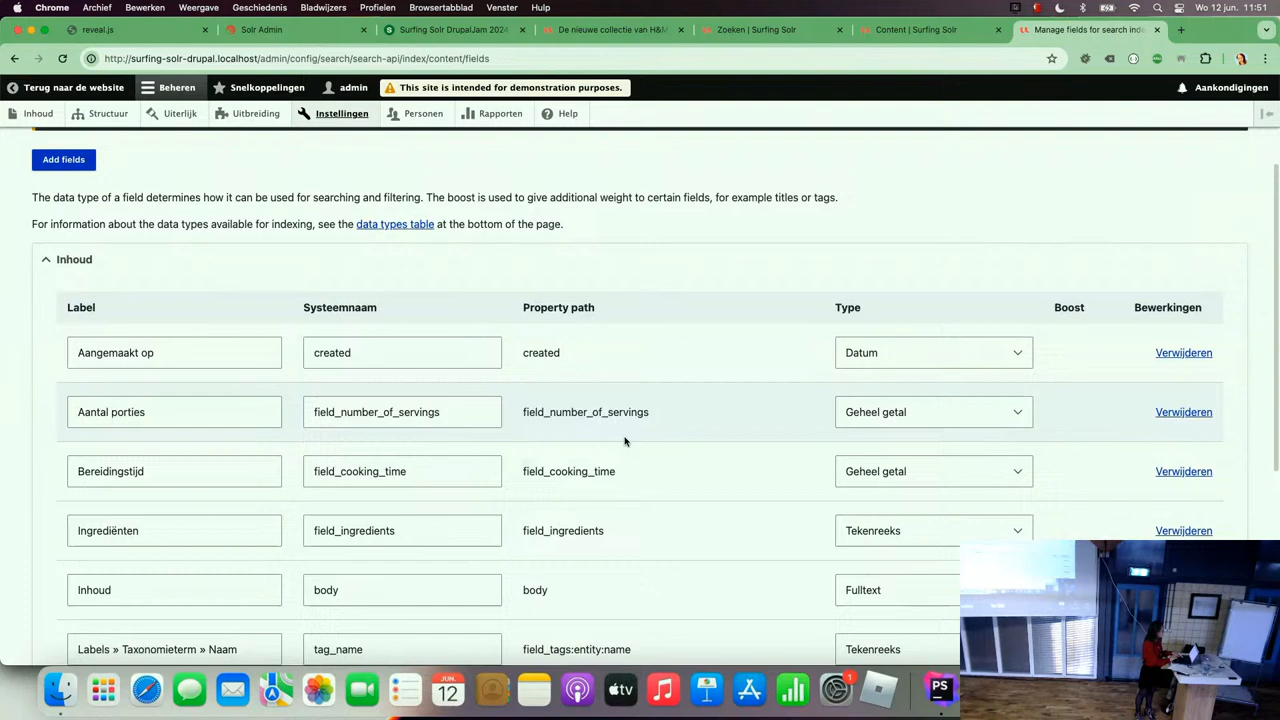 Chrome Archief Bewerken Weergave Geschiedenis Bladwijzers Profielen Browsertabblad Venster Help Wo 12 jun. 11:51
reveal.js Solr Admin Surfing Solr DrupalJam 2024 De nieuwe collectie van H&M Zoeken | Surfing Solr Content | Surfing Solr Manage fields for search inde
http://surfing-solr-drupal.localhost/admin/config/search/search-api/index/content/fields
Terug naar de website Beheren Snelkoppelingen admin This site is intended for demonstration purposes. Aankondigingen
Inhoud Structuur Uiterlijk Uitbreiding Instellingen Personen Rapporten Help
Add fields
The data type of a field determines how it can be used for searching and filtering. The boost is used to give additional weight to certain fields, for example titles or tags.
For information about the data types available for indexing, see the data types table at the bottom of the page.
Inhoud
Label Systeemnaam Property path Type Boost Bewerkingen
Aangemaakt op created created Datum Verwijderen
Aantal porties field_number_of_servings field_number_of_servings Geheel getal Verwijderen
Bereidingstijd field_cooking_time field_cooking_time Geheel getal Verwijderen
Ingrediënten field_ingredients field_ingredients Tekenreeks Verwijderen
Inhoud body body Fulltext
Labels » Taxonomieterm » Naam tag_name field_tags:entity:name Tekenreeks
JUN.
12
tv
1
PS